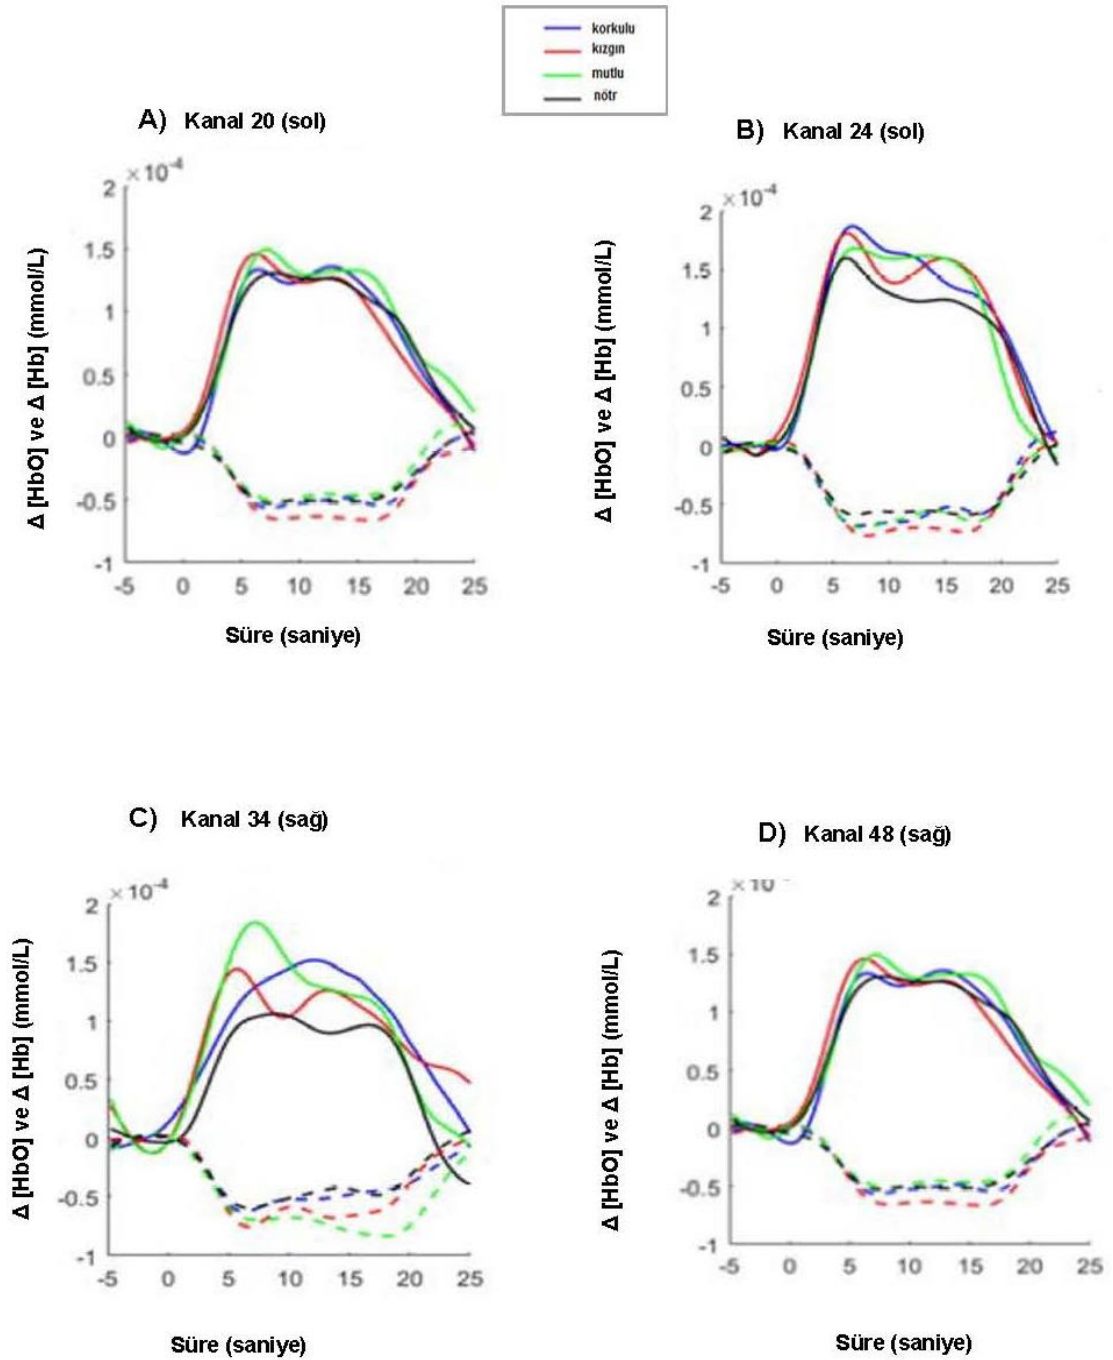 korkulu
kızgın
mutlu
nötr
A) Kanal 20 (sol)
×10⁻⁴
2
1.5
1
0.5
0
-0.5
-1
-5 0 5 10 15 20 25
Δ [HbO] ve Δ [Hb] (mmol/L)
Süre (saniye)
B) Kanal 24 (sol)
×10⁻⁴
2
1.5
1
0.5
0
-0.5
-1
-5 0 5 10 15 20 25
Δ [HbO] ve Δ [Hb] (mmol/L)
Süre (saniye)
C) Kanal 34 (sağ)
×10⁻⁴
2
1.5
1
0.5
0
-0.5
-1
-5 0 5 10 15 20 25
Δ [HbO] ve Δ [Hb] (mmol/L)
Süre (saniye)
D) Kanal 48 (sağ)
×10
2
1.5
1
0.5
0
-0.5
-1
-5 0 5 10 15 20 25
Δ [HbO] ve Δ [Hb] (mmol/L)
Süre (saniye)